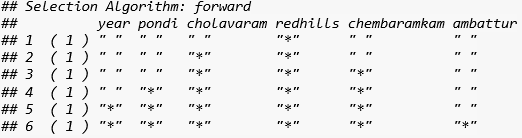 ## Selection Algorithm: forward
##          year pondi cholavaram redhills chembaramkam ambattur
## 1  ( 1 ) " "  " "   " "        "*"      " "          " "
## 2  ( 1 ) " "  " "   "*"        "*"      " "          " "
## 3  ( 1 ) " "  " "   "*"        "*"      "*"          " "
## 4  ( 1 ) " "  "*"   "*"        "*"      "*"          " "
## 5  ( 1 ) "*"  "*"   "*"        "*"      "*"          " "
## 6  ( 1 ) "*"  "*"   "*"        "*"      "*"          "*"